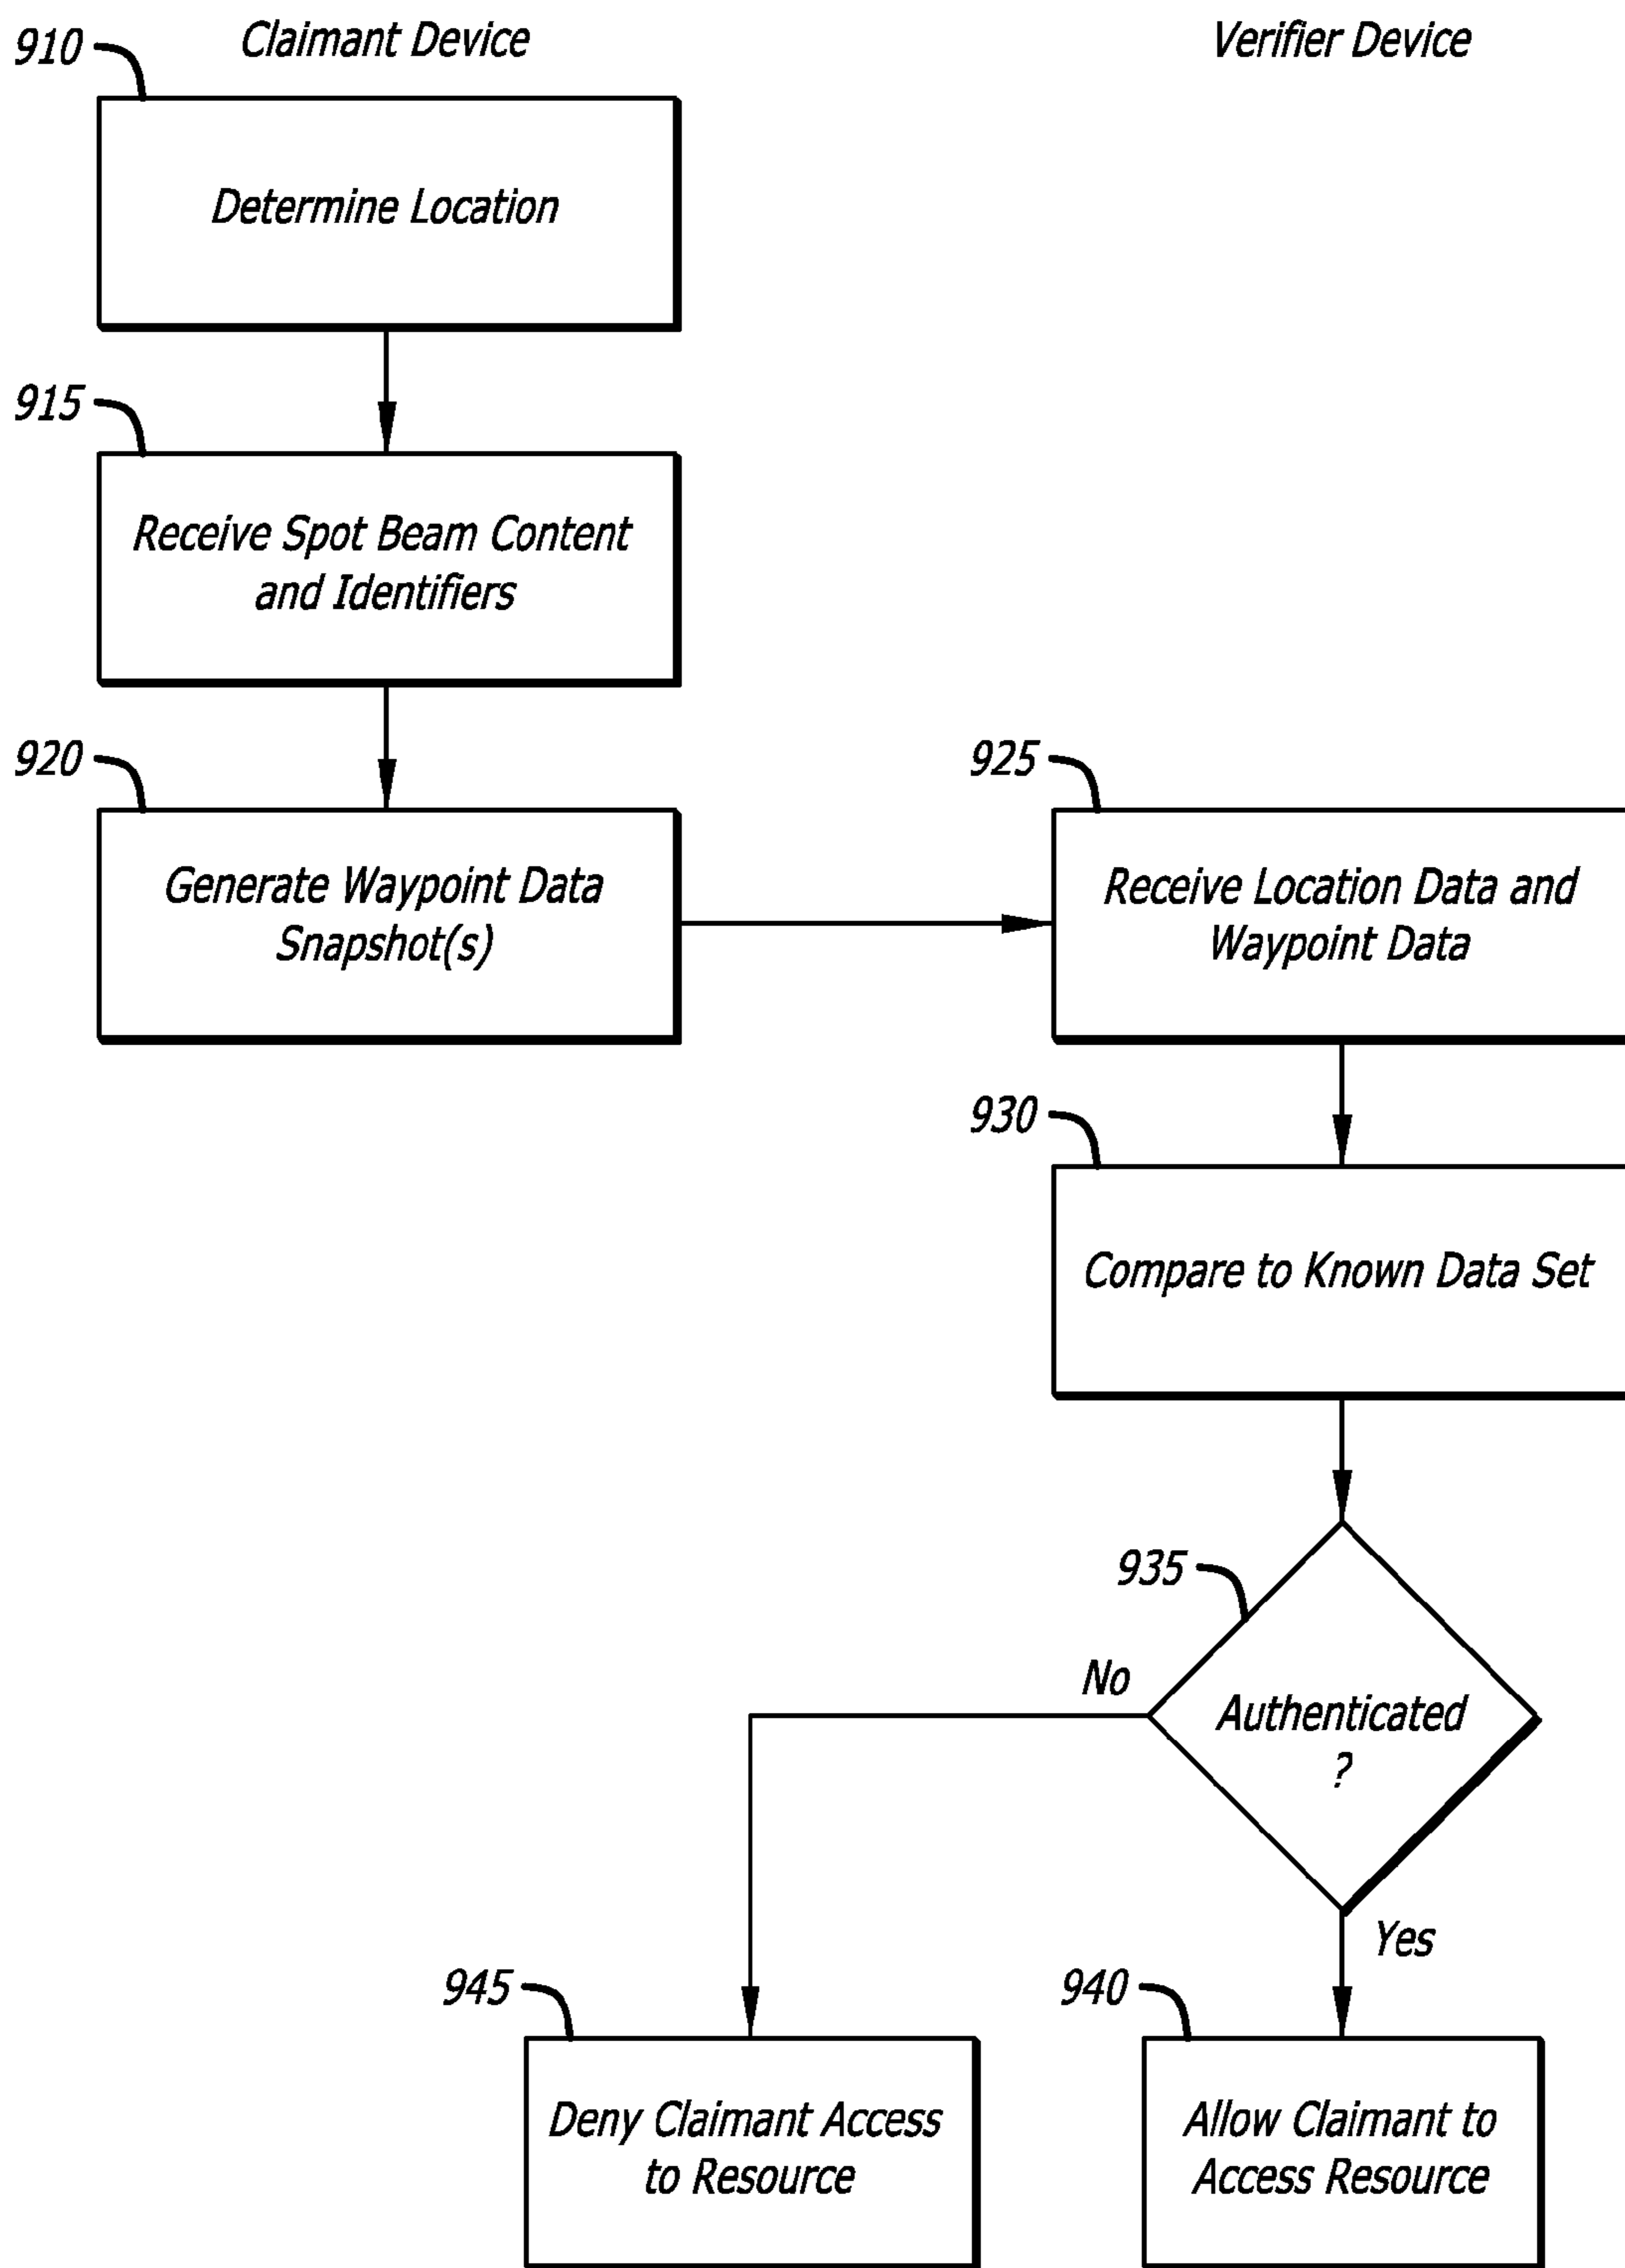 Claimant Device
Verifier Device
910
Determine Location
915
Receive Spot Beam Content
and Identifiers
920
Generate Waypoint Data
Snapshot(s)
925
Receive Location Data and
Waypoint Data
930
Compare to Known Data Set
935
Authenticated
?
No
Yes
945
Deny Claimant Access
to Resource
940
Allow Claimant to
Access Resource